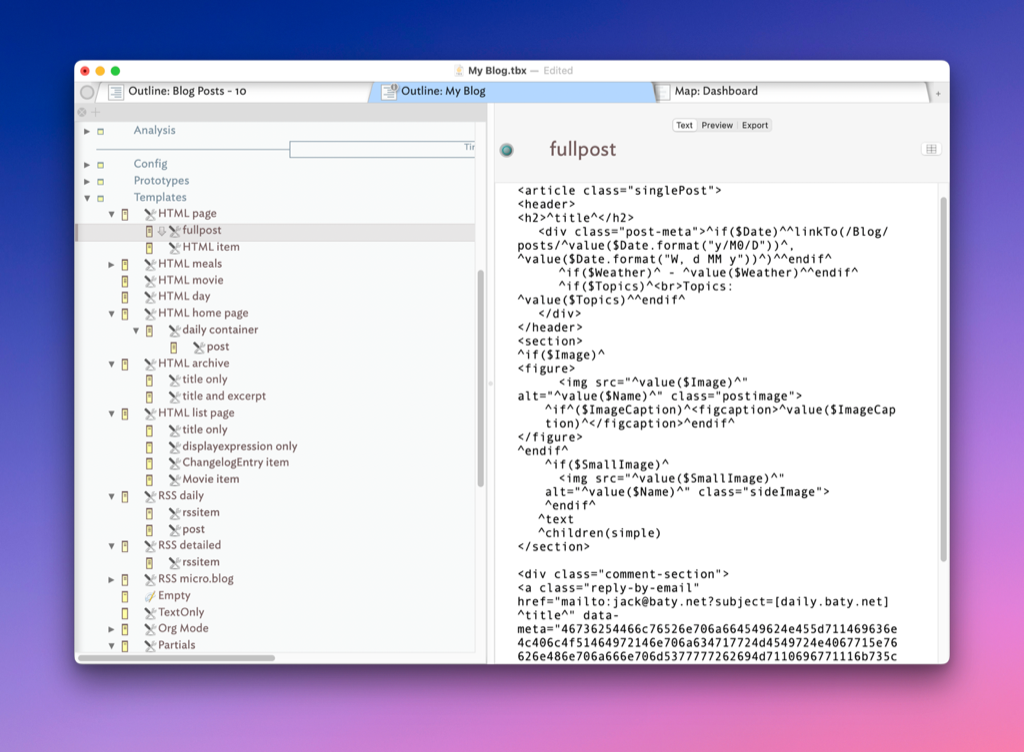 My Blog.tbx — Edited
Outline: Blog Posts - 10
Outline: My Blog
Map: Dashboard
+
Analysis
Tir
Config
Prototypes
Templates
HTML page
fullpost
HTML item
HTML meals
HTML movie
HTML day
HTML home page
daily container
post
HTML archive
title only
title and excerpt
HTML list page
title only
displayexpression only
ChangelogEntry item
Movie item
RSS daily
rssitem
post
RSS detailed
rssitem
RSS micro.blog
Empty
TextOnly
Org Mode
Partials
Text Preview Export
fullpost
<article class="singlePost">
<header>
<h2>^title^</h2>
<div class="post-meta">^if($Date)^^linkTo(/Blog/
posts/^value($Date.format("y/M0/D"))^,
^value($Date.format("W, d MM y"))^)^^endif^
^if($Weather)^ - ^value($Weather)^^endif^
^if($Topics)^<br>Topics:
^value($Topics)^^endif^
</div>
</header>
<section>
^if($Image)^
<figure>
<img src="^value($Image)^"
alt="^value($Name)^" class="postimage">
^if^($ImageCaption)^<figcaption>^value($ImageCap
tion)^</figcaption>^endif^
</figure>
^endif^
^if($SmallImage)^
<img src="^value($SmallImage)^"
alt="^value($Name)^" class="sideImage">
^endif^
^text
^children(simple)
</section>
<div class="comment-section">
<a class="reply-by-email"
href="mailto:jack@baty.net?subject=[daily.baty.net]
^title^" data-
meta="46736254466c76526e706a664549624e455d711469636e
4c406c4f51464972146e706a634717724d4549724e4067715e76
626e486e706a666e706d5377777262694d7110696771116b735c